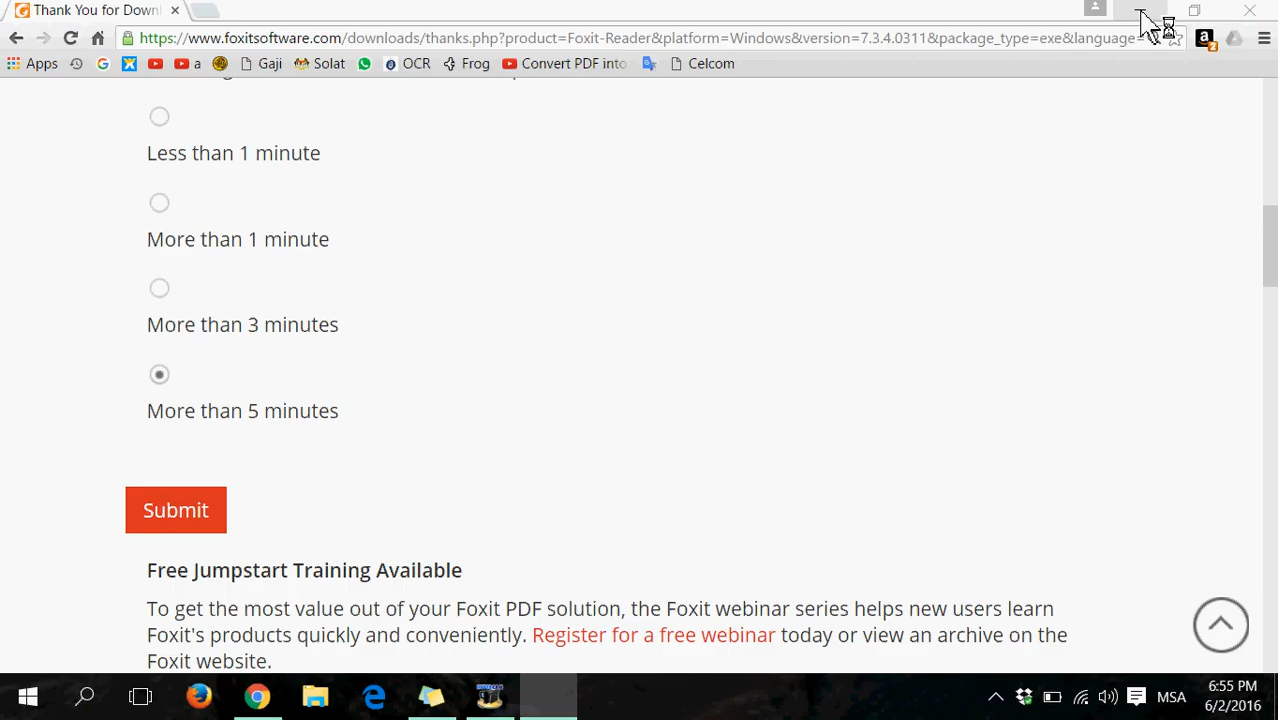 Thank You for Downl
https://www.foxitsoftware.com/downloads/thanks.php?product=Foxit-Reader&platform=Windows&version=7.3.4.0311&package_type=exe&language=
2
Apps a Gaji Solat OCR Frog Convert PDF into Celcom
Less than 1 minute
More than 1 minute
More than 3 minutes
More than 5 minutes
Submit
Free Jumpstart Training Available
To get the most value out of your Foxit PDF solution, the Foxit webinar series helps new users learn
Foxit's products quickly and conveniently. Register for a free webinar today or view an archive on the
Foxit website.
MSA
6:55 PM
6/2/2016